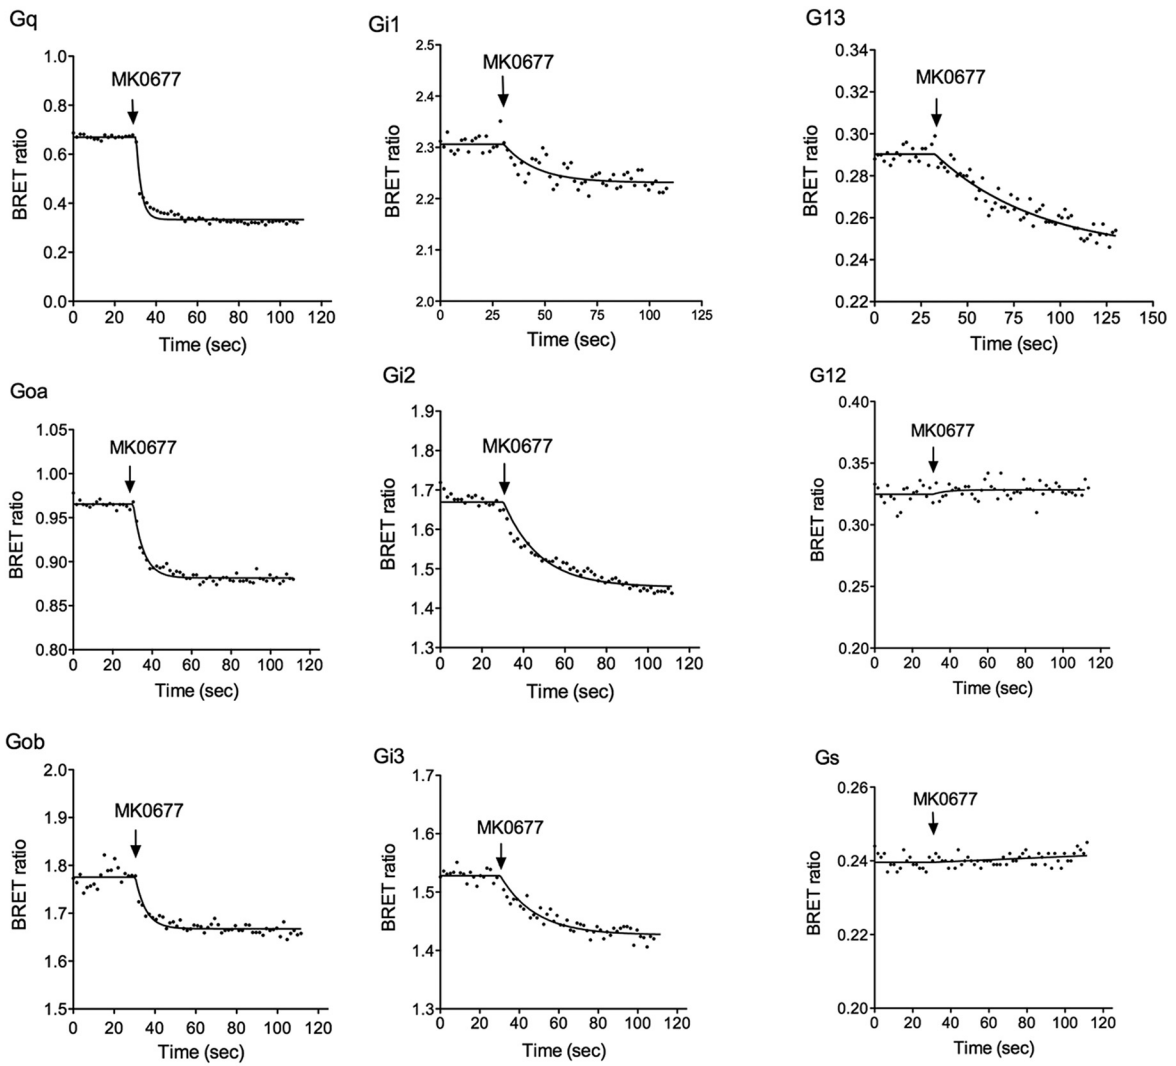 Gq
1.0
0.8
0.6
0.4
0.2
0.0
BRET ratio
MK0677
0 20 40 60 80 100 120
Time (sec)
Gi1
2.5
2.4
2.3
2.2
2.1
2.0
BRET ratio
MK0677
0 25 50 75 100 125
Time (sec)
G13
0.34
0.32
0.30
0.28
0.26
0.24
0.22
BRET ratio
MK0677
0 25 50 75 100 125 150
Time (sec)
Goa
1.05
1.00
0.95
0.90
0.85
0.80
BRET ratio
MK0677
0 20 40 60 80 100 120
Time (sec)
Gi2
1.9
1.8
1.7
1.6
1.5
1.4
1.3
BRET ratio
MK0677
0 20 40 60 80 100 120
Time (sec)
G12
0.40
0.35
0.30
0.25
0.20
BRET ratio
MK0677
0 20 40 60 80 100 120
Time (sec)
Gob
2.0
1.9
1.8
1.7
1.6
1.5
BRET ratio
MK0677
0 20 40 60 80 100 120
Time (sec)
Gi3
1.7
1.6
1.5
1.4
1.3
BRET ratio
MK0677
0 20 40 60 80 100 120
Time (sec)
Gs
0.26
0.24
0.22
0.20
BRET ratio
MK0677
0 20 40 60 80 100 120
Time (sec)